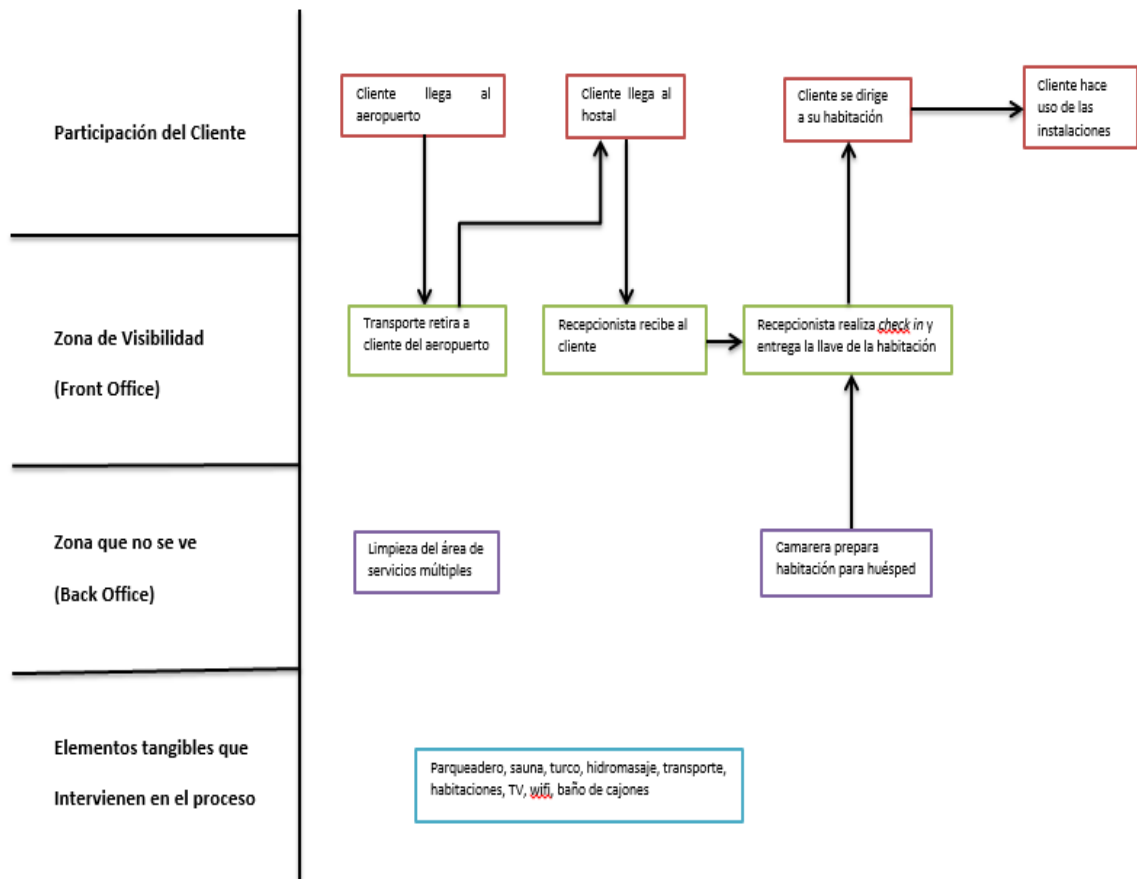 Participación del Cliente
Cliente llega al
aeropuerto
Cliente llega al
hostal
Cliente se dirige
a su habitación
Cliente hace
uso de las
instalaciones
Zona de Visibilidad
(Front Office)
Transporte retira a
cliente del aeropuerto
Recepcionista recibe al
cliente
Recepcionista realiza check in y
entrega la llave de la habitación
Zona que no se ve
(Back Office)
Limpieza del área de
servicios múltiples
Camarera prepara
habitación para huésped
Elementos tangibles que
Intervienen en el proceso
Parqueadero, sauna, turco, hidromasaje, transporte,
habitaciones, TV, wifi, baño de cajones